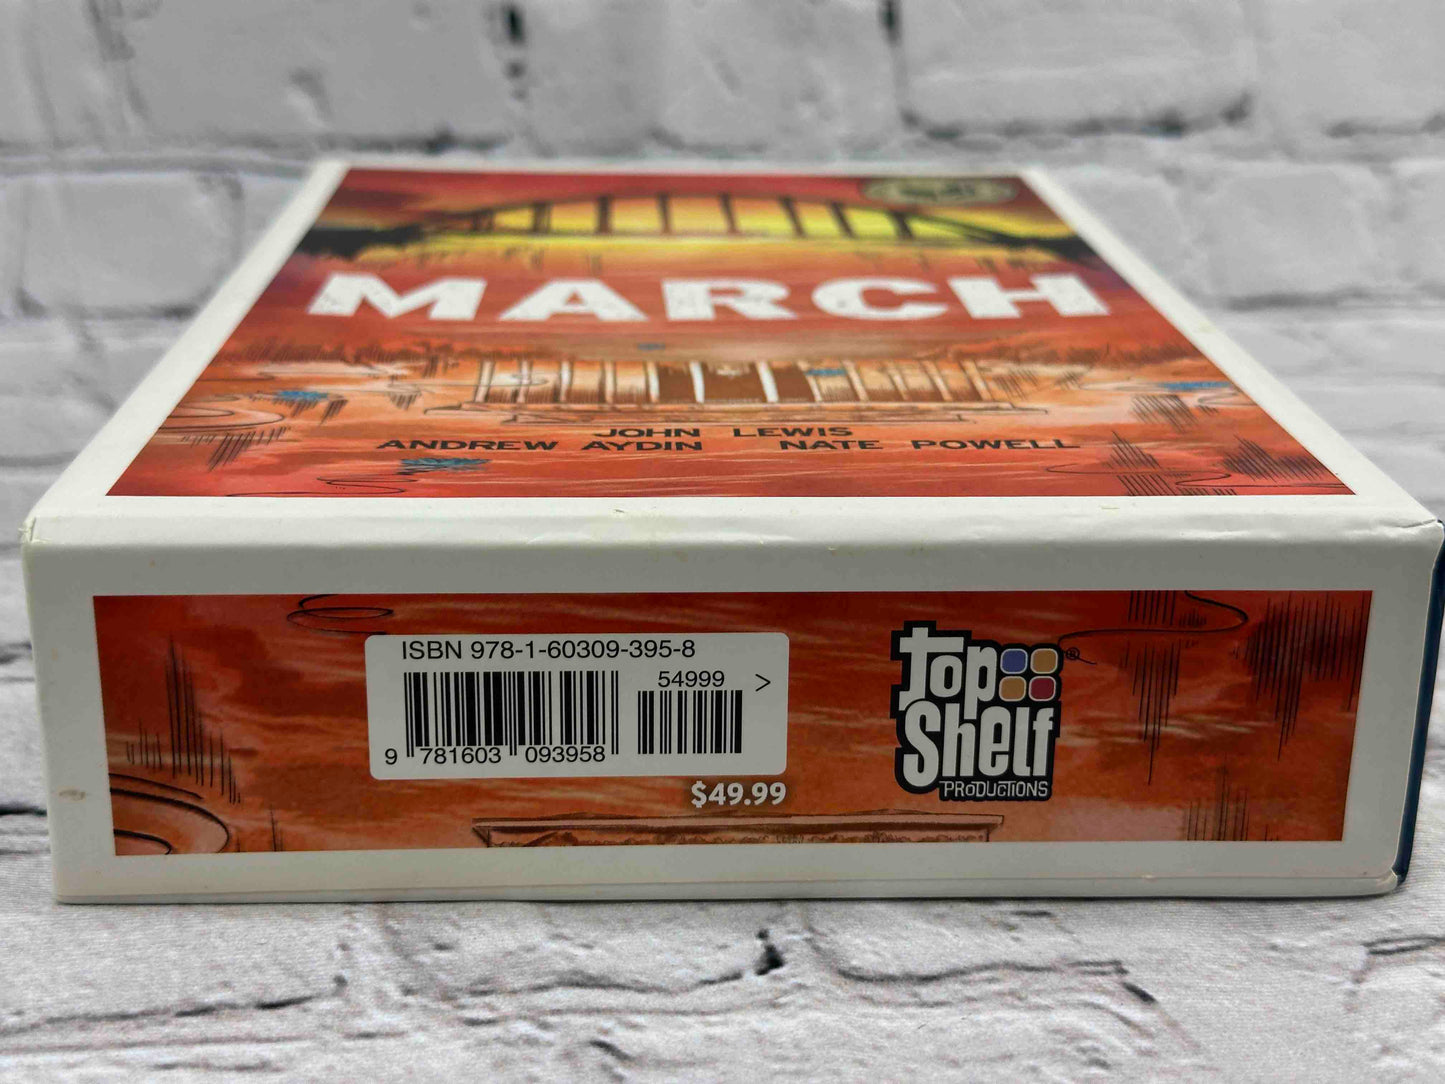 MARCH
JOHN LEWIS
ANDREW AYDIN NATE POWELL
ISBN 978-1-60309-395-8
54999 >
9 781603 093958
$49.99
Top
Shelf
PRODUCTIONS
®